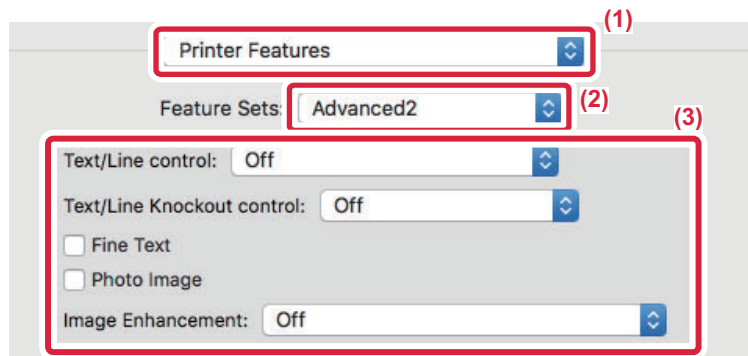 (1)
Printer Features
Feature Sets: Advanced2
(2)
(3)
Text/Line control: Off
Text/Line Knockout control: Off
Fine Text
Photo Image
Image Enhancement: Off